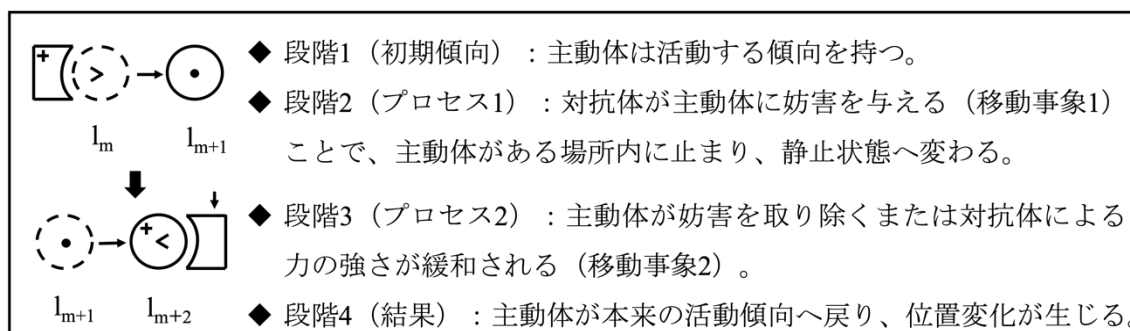 + > •
l_m l_{m+1}
• + <
l_{m+1} l_{m+2}
◆ 段階1（初期傾向）：主動体は活動する傾向を持つ。
◆ 段階2（プロセス1）：対抗体が主動体に妨害を与える（移動事象1）
ことで、主動体がある場所内に止まり、静止状態へ変わる。
◆ 段階3（プロセス2）：主動体が妨害を取り除くまたは対抗体による
力の強さが緩和される（移動事象2）。
◆ 段階4（結果）：主動体が本来の活動傾向へ戻り、位置変化が生じる。